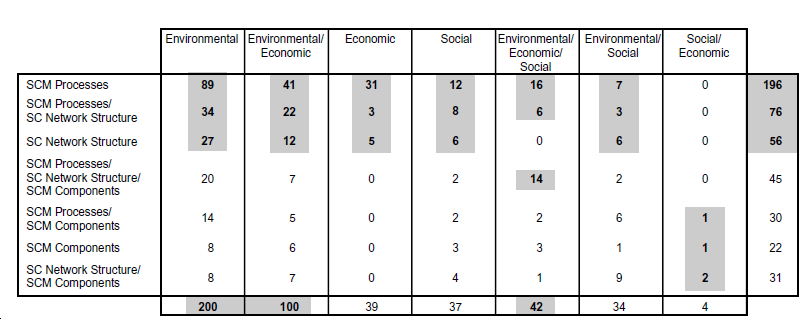 Environmental Environmental/ Economic Social Environmental/ Environmental/ Social/
Economic Economic/ Social Economic
Social
SCM Processes 89 41 31 12 16 7 0 196
SCM Processes/
SC Network Structure 34 22 3 8 6 3 0 76
SC Network Structure 27 12 5 6 0 6 0 56
SCM Processes/
SC Network Structure/ 20 7 0 2 14 2 0 45
SCM Components
SCM Processes/
SCM Components 14 5 0 2 2 6 1 30
SCM Components 8 6 0 3 3 1 1 22
SC Network Structure/
SCM Components 8 7 0 4 1 9 2 31
200 100 39 37 42 34 4